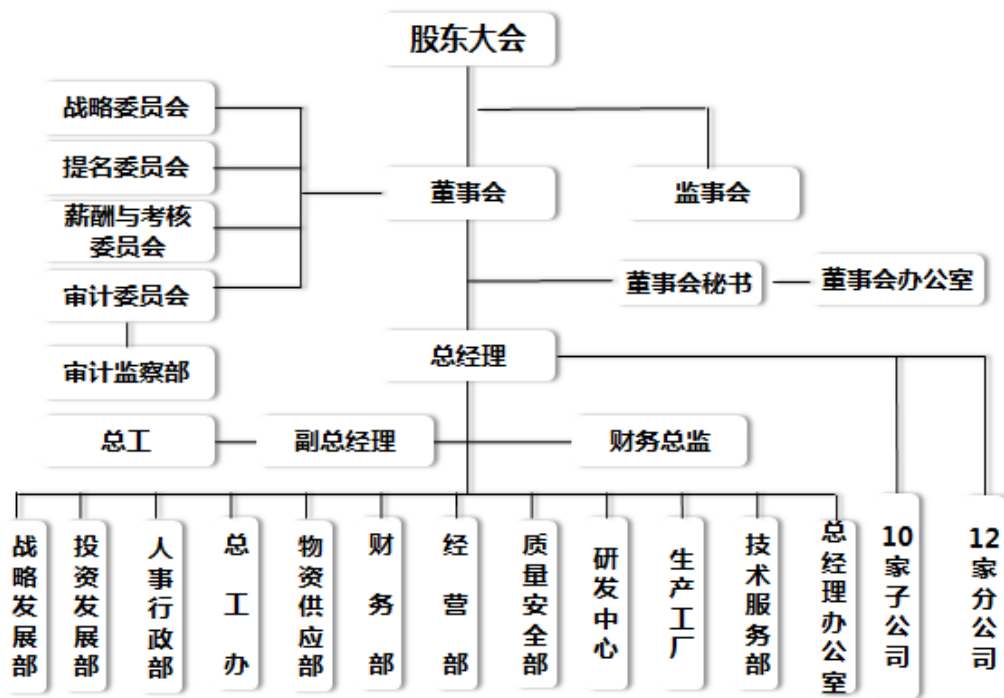 股东大会
战略委员会
提名委员会
董事会
监事会
薪酬与考核
委员会
审计委员会
董事会秘书
董事会办公室
总经理
审计监察部
总工
副总经理
财务总监
战略发展部
投资发展部
人事行政部
总工办
物资供应部
财务部
经营部
质量安全部
研发中心
生产工厂
技术服务部
总经理办公室
10家子公司
12家分公司